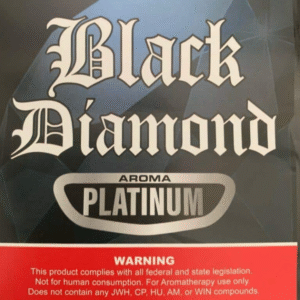 Black
Diamond
AROMA
PLATINUM
WARNING
This product complies with all federal and state legislation.
Not for human consumption. For Aromatherapy use only
Does not contain any JWH, CP, HU, AM, or WIN compounds